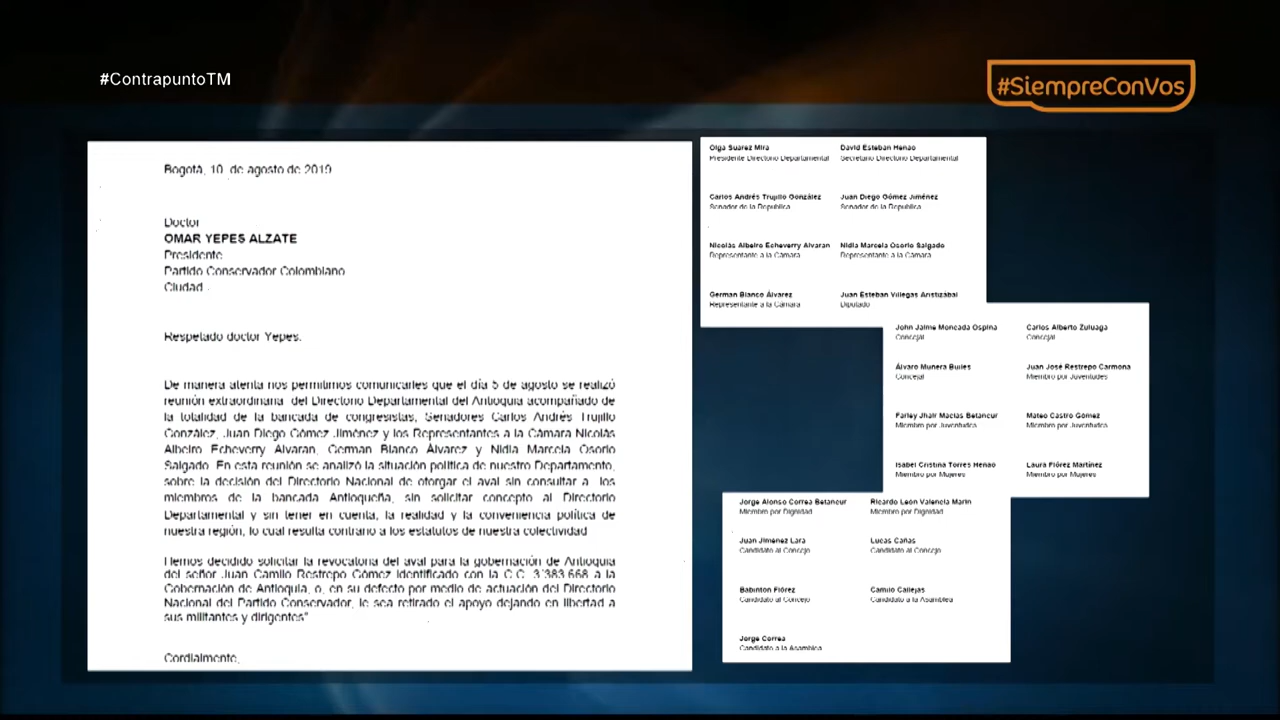 #ContrapuntoTM
#SiempreConVos
Bogotá, 10 de agosto de 2019
Doctor
OMAR YEPES ALZATE
Presidente
Partido Conservador Colombiano
Ciudad
Respetado doctor Yepes.
De manera atenta nos permitimos comunicarles que el día 5 de agosto se realizó
reunión extraordinaria del Directorio Departamental del Antioquia acompañado de
la totalidad de la bancada de congresistas, Senadores Carlos Andrés Trujillo
González, Juan Diego Gómez Jiménez y los Representantes a la Cámara Nicolás
Albeiro Echeverry Alvaran, German Blanco Álvarez y Nidia Marcela Osorio
Salgado. En esta reunión se analizó la situación política de nuestro Departamento,
sobre la decisión del Directorio Nacional de otorgar el aval sin consultar a los
miembros de la bancada Antioqueña, sin solicitar concepto al Directorio
Departamental y sin tener en cuenta, la realidad y la conveniencia política de
nuestra región, lo cual resulta contrario a los estatutos de nuestra colectividad
Hemos decidido solicitar la revocatoria del aval para la gobernación de Antioquia
del señor Juan Camilo Restrepo Gómez identificado con la C.C. 3'383.668 a la
Gobernación de Antioquia, o, en su defecto por medio de actuación del Directorio
Nacional del Partido Conservador, le sea retirado el apoyo dejando en libertad a
sus militantes y dirigentes"
Cordialmente,
Olga Suarez Mira David Esteban Henao
Presidente Directorio Departamental Secretario Directorio Departamental
Carlos Andrés Trujillo González Juan Diego Gómez Jiménez
Senador de la Republica Senador de la Republica
Nicolás Albeiro Echeverry Alvaran Nidia Marcela Osorio Salgado
Representante a la Cámara Representante a la Cámara
German Blanco Álvarez Juan Esteban Villegas Aristizábal
Representante a la Cámara Diputado
John Jaime Moncada Ospina Carlos Alberto Zuluaga
Concejal Concejal
Álvaro Munera Builes Juan José Restrepo Carmona
Concejal Miembro por Juventudes
Farley Jhair Macias Betancur Mateo Castro Gómez
Miembro por Juventudes Miembro por Juventudes
Isabel Cristina Torres Henao Laura Flórez Martínez
Miembro por Mujeres Miembro por Mujeres
Jorge Alonso Correa Betancur Ricardo León Valencia Marin
Miembro por Dignidad Miembro por Dignidad
Juan Jiménez Lara Lucas Cañas
Candidato al Concejo Candidato al Concejo
Babinton Flórez Camilo Callejas
Candidato al Concejo Candidato a la Asamblea
Jorge Correa
Candidato a la Asamblea